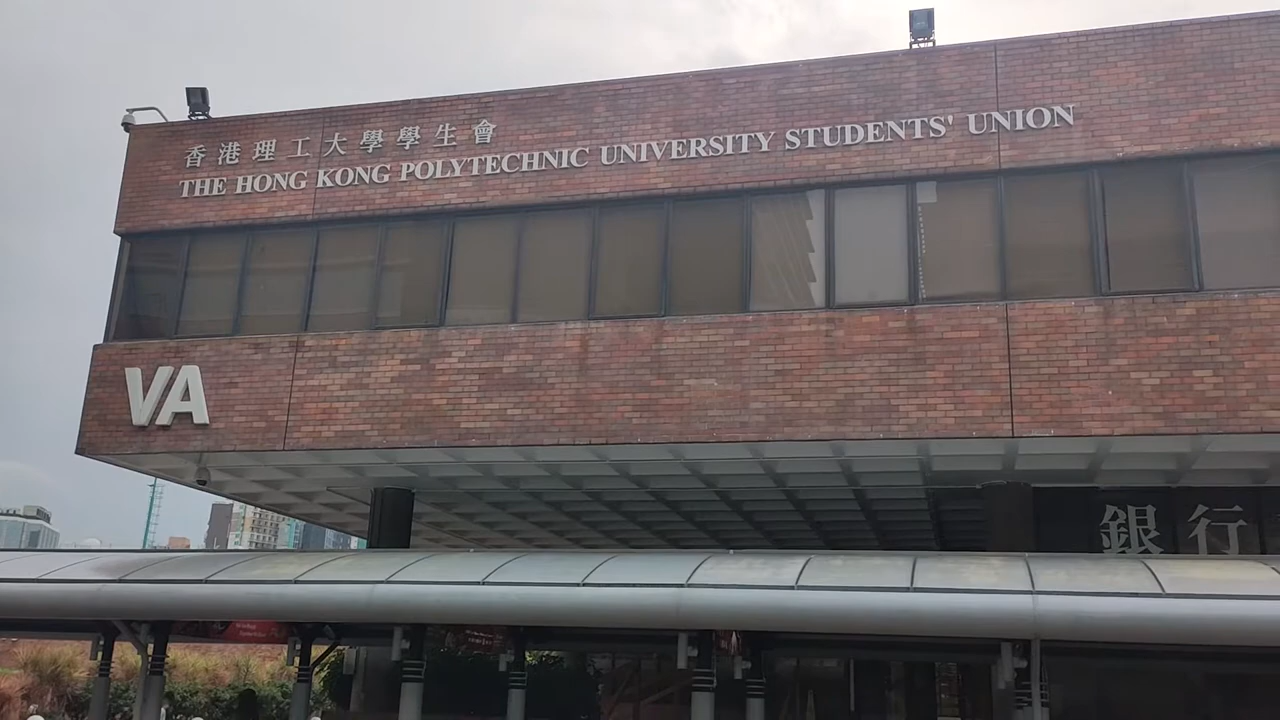 香港理工大學學生會
THE HONG KONG POLYTECHNIC UNIVERSITY STUDENTS' UNION
VA
銀行